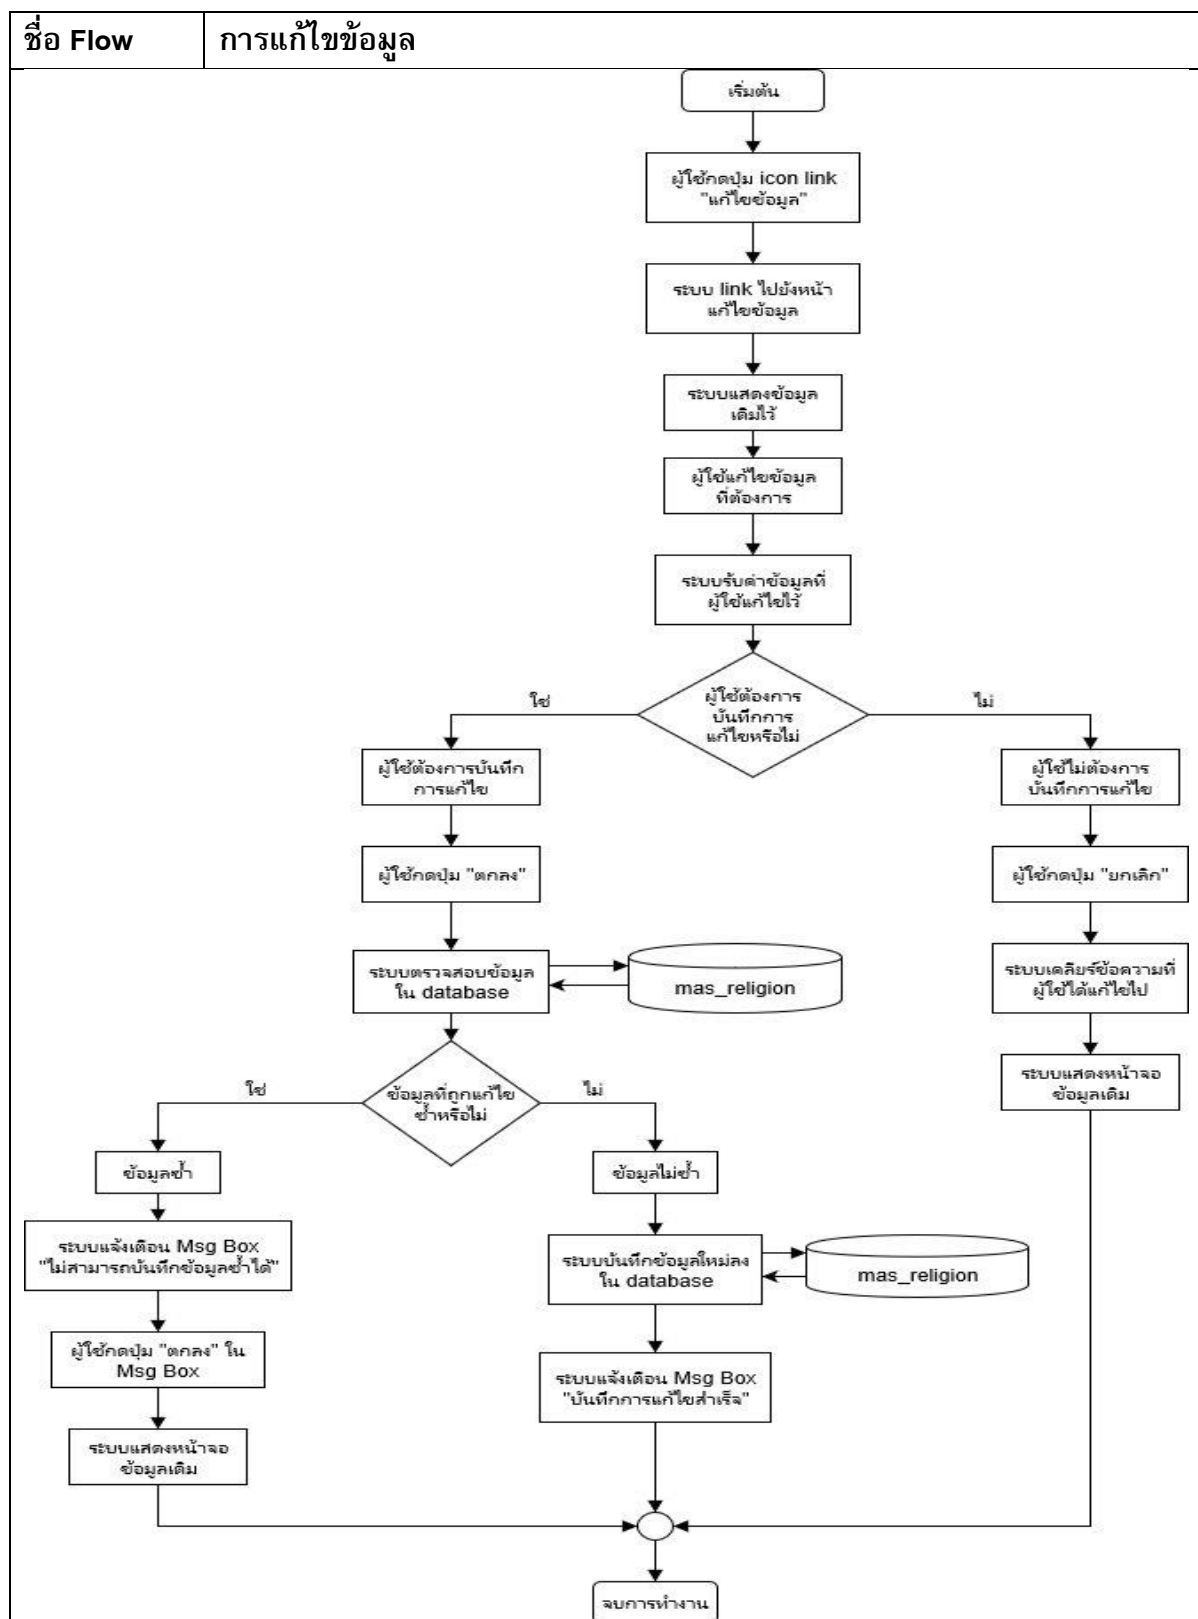 ชื่อ Flow
การแก้ไขข้อมูล
เริ่มต้น
ผู้ใช้กดปุ่ม icon link
"แก้ไขข้อมูล"
ระบบ link ไปยังหน้า
แก้ไขข้อมูล
ระบบแสดงข้อมูล
เดิมไว้
ผู้ใช้แก้ไขข้อมูล
ที่ต้องการ
ระบบรับค่าข้อมูลที่
ผู้ใช้แก้ไขไว้
ผู้ใช้ต้องการ
บันทึกการ
แก้ไขหรือไม่
ใช่
ไม่
ผู้ใช้ต้องการบันทึก
การแก้ไข
ผู้ใช้ไม่ต้องการ
บันทึกการแก้ไข
ผู้ใช้กดปุ่ม "ตกลง"
ผู้ใช้กดปุ่ม "ยกเลิก"
ระบบตรวจสอบข้อมูล
ใน database
mas_religion
ระบบเคลียร์ข้อความที่
ผู้ใช้ได้แก้ไขไป
ระบบแสดงหน้าจอ
ข้อมูลเดิม
ข้อมูลที่ถูกแก้ไข
ซ้ำหรือไม่
ใช่
ไม่
ข้อมูลซ้ำ
ข้อมูลไม่ซ้ำ
ระบบแจ้งเตือน Msg Box
"ไม่สามารถบันทึกข้อมูลซ้ำได้"
ระบบบันทึกข้อมูลใหม่ลง
ใน database
mas_religion
ผู้ใช้กดปุ่ม "ตกลง" ใน
Msg Box
ระบบแจ้งเตือน Msg Box
"บันทึกการแก้ไขสำเร็จ"
ระบบแสดงหน้าจอ
ข้อมูลเดิม
จบการทำงาน